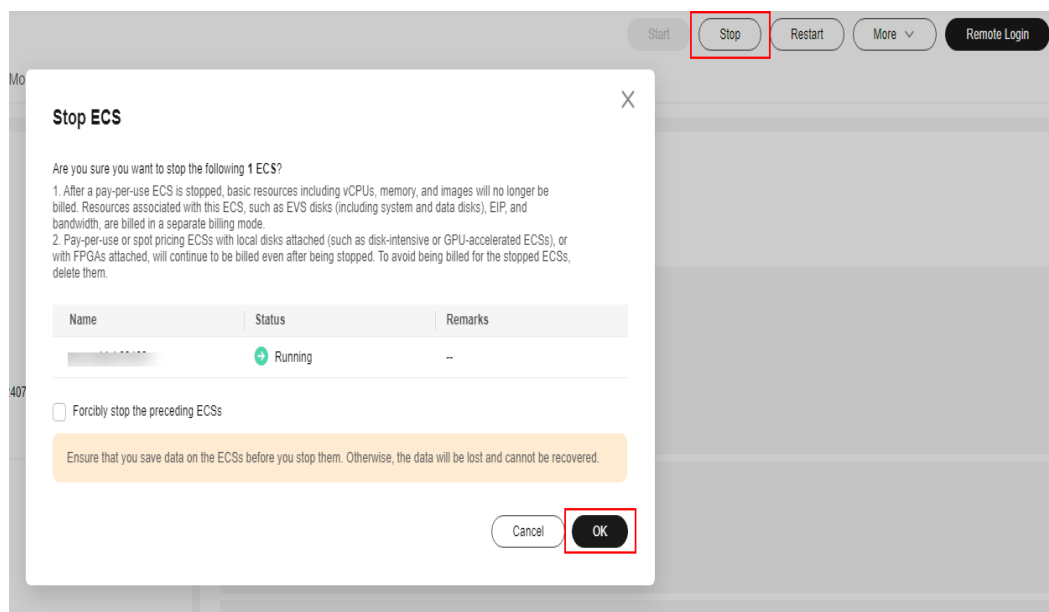 Start Stop Restart More Remote Login
Mo
Stop ECS
Are you sure you want to stop the following 1 ECS?
1. After a pay-per-use ECS is stopped, basic resources including vCPUs, memory, and images will no longer be
billed. Resources associated with this ECS, such as EVS disks (including system and data disks), EIP, and
bandwidth, are billed in a separate billing mode.
2. Pay-per-use or spot pricing ECSs with local disks attached (such as disk-intensive or GPU-accelerated ECSs), or
with FPGAs attached, will continue to be billed even after being stopped. To avoid being billed for the stopped ECSs,
delete them.
Name Status Remarks
Running --
407
Forcibly stop the preceding ECSs
Ensure that you save data on the ECSs before you stop them. Otherwise, the data will be lost and cannot be recovered.
Cancel OK